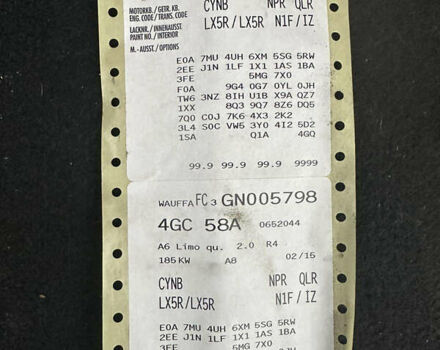 MOTORKB. / GETR. KB.
ENG. CODE / TRANS. CODE
CYNB NPR QLR
LACKNR. / INNENAUSST.
PAINT NO. / INTERIOR
LX5R / LX5R N1F / IZ
M.-AUSST. / OPTIONS
E0A 7MU 4UH 6XM 5SG 5RW
2EE J1N 1LF 1X1 1AS 1BA
3FE 5MG 7X0
F0A 9G4 0G7 0YL 0JH
TW6 3NZ 8IH U1B X9A QZ7
1XX 8Q3 9Q7 8Z6 DQ5
7Q0 C0J 7K6 4X3 2K2
3L4 S0C VW5 3Y0 4I2 5D2
1SA Q1A 4GQ
99.9 99.9 99.9 9999
WAUFFA FC 3 GN005798
4GC 58A 0652044
A6 Limo qu. 2.0 R4
185 KW A8 02/15
CYNB NPR QLR
LX5R / LX5R N1F / IZ
E0A 7MU 4UH 6XM 5SG 5RW
2EE J1N 1LF 1X1 1AS 1BA
3FE 5MG 7X0